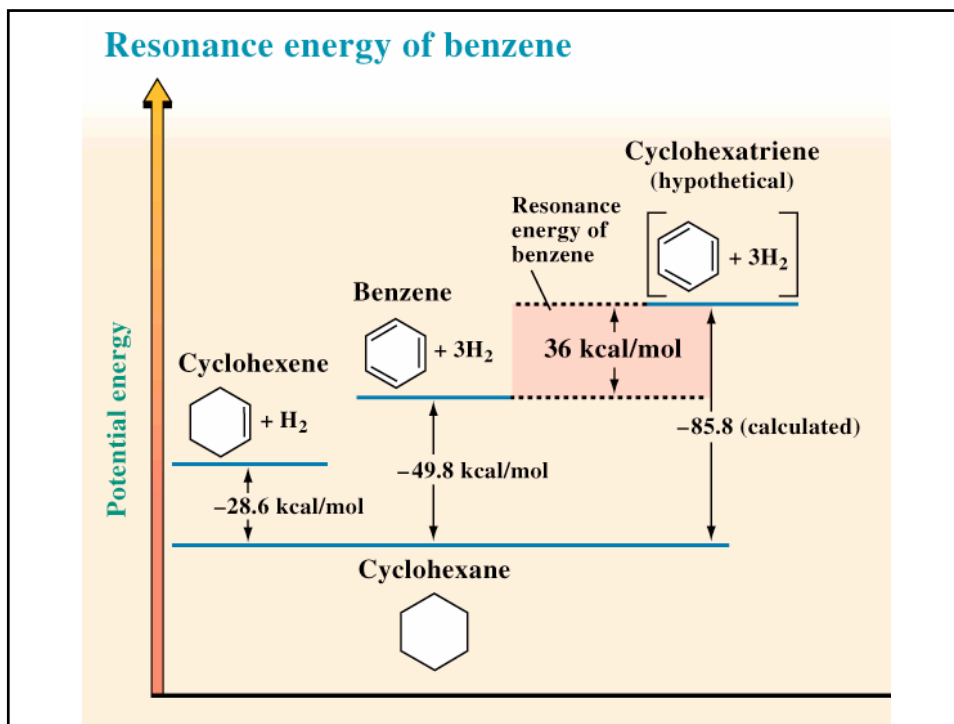 Resonance energy of benzene
Cyclohexatriene
(hypothetical)
Resonance
energy of
benzene
+ 3H₂
Benzene
+ 3H₂
36 kcal/mol
Cyclohexene
+ H₂
−85.8 (calculated)
−49.8 kcal/mol
−28.6 kcal/mol
Potential energy
Cyclohexane